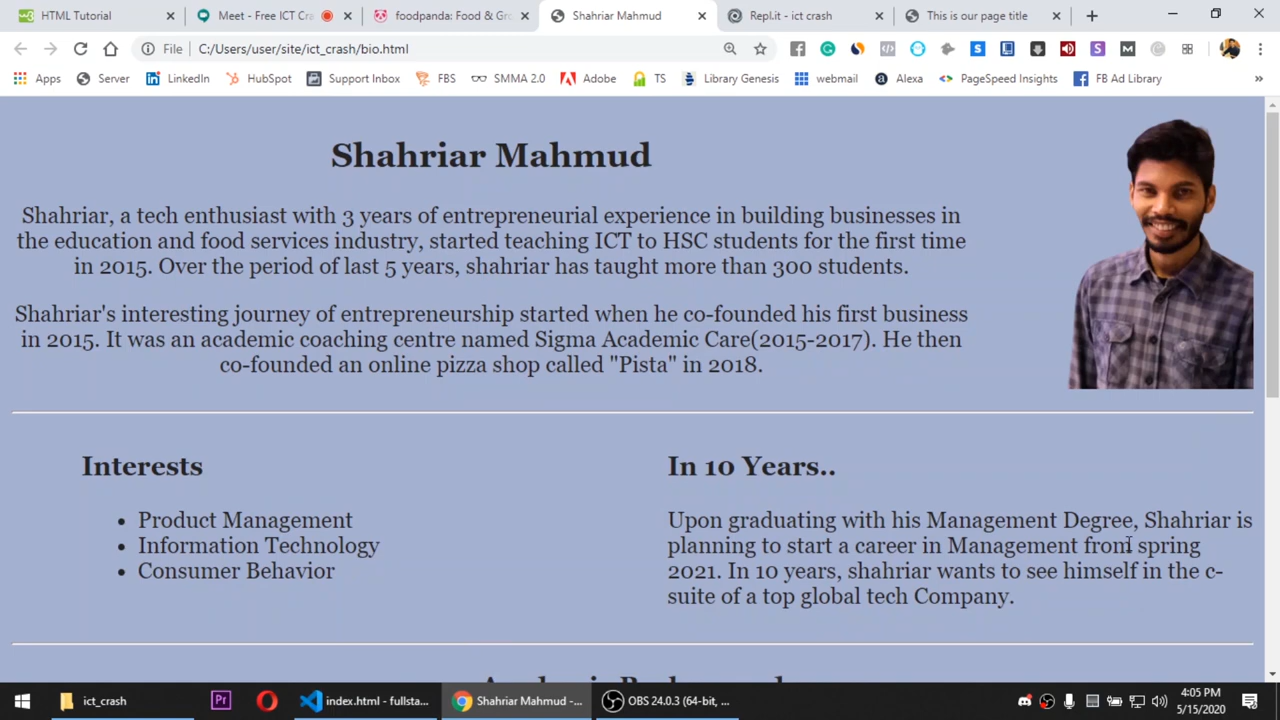 HTML Tutorial
Meet - Free ICT Cra
foodpanda: Food & Gro
Shahriar Mahmud
Repl.it - ict crash
This is our page title
File C:/Users/user/site/ict_crash/bio.html
Apps Server LinkedIn HubSpot Support Inbox FBS SMMA 2.0 Adobe TS Library Genesis webmail Alexa PageSpeed Insights FB Ad Library »
Shahriar Mahmud
Shahriar, a tech enthusiast with 3 years of entrepreneurial experience in building businesses in
the education and food services industry, started teaching ICT to HSC students for the first time
in 2015. Over the period of last 5 years, shahriar has taught more than 300 students.
Shahriar's interesting journey of entrepreneurship started when he co-founded his first business
in 2015. It was an academic coaching centre named Sigma Academic Care(2015-2017). He then
co-founded an online pizza shop called "Pista" in 2018.
Interests
• Product Management
• Information Technology
• Consumer Behavior
In 10 Years..
Upon graduating with his Management Degree, Shahriar is
planning to start a career in Management from spring
2021. In 10 years, shahriar wants to see himself in the c-
suite of a top global tech Company.
ict_crash
Pr
index.html - fullsta...
Shahriar Mahmud -...
OBS 24.0.3 (64-bit, ...
4:05 PM
5/15/2020